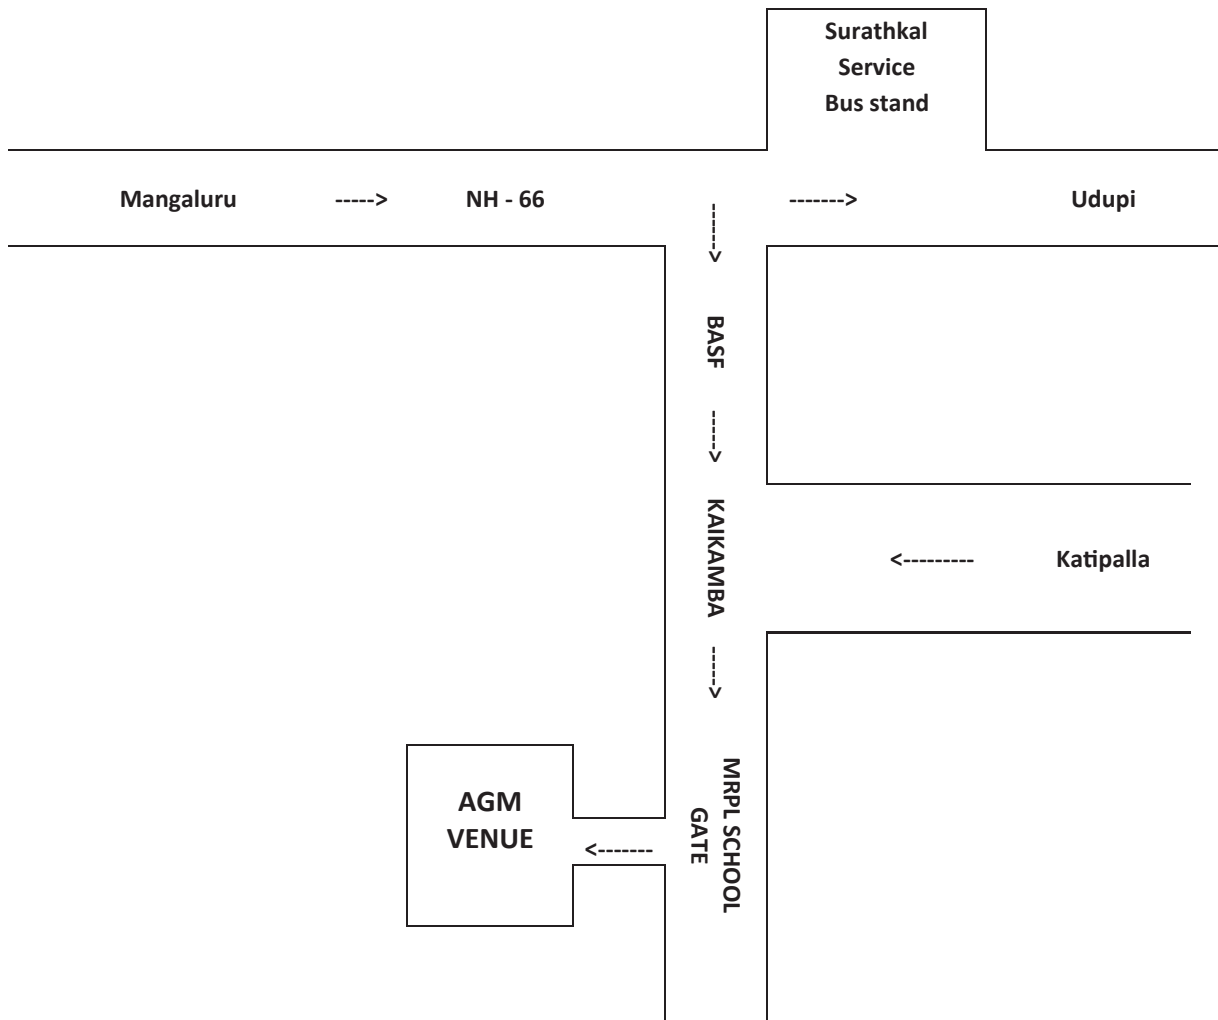 Surathkal
Service
Bus stand
Mangaluru -----> NH - 66 -------> Udupi
------>
BASF
------>
KAIKAMBA
<--------- Katipalla
------>
MRPL SCHOOL
GATE
AGM
VENUE
<-------